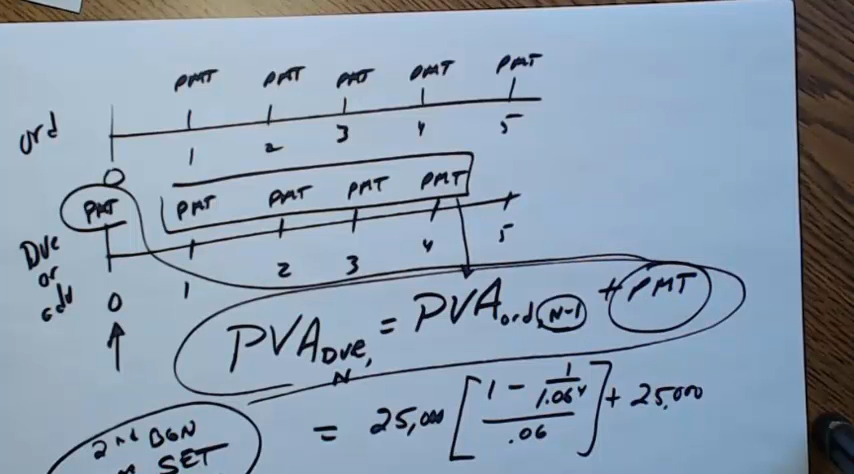 PMT PMT PMT PMT PMT
ord
1 2 3 4 5
0
PMT PMT PMT PMT PMT
Due
or
adv
0 1 2 3 4 5
PVA Due, N = PVA ord, N-1 + PMT
= 25,000 [ (1 - 1/1.06^4) / .06 ] + 25,000
2nd BGN
SET